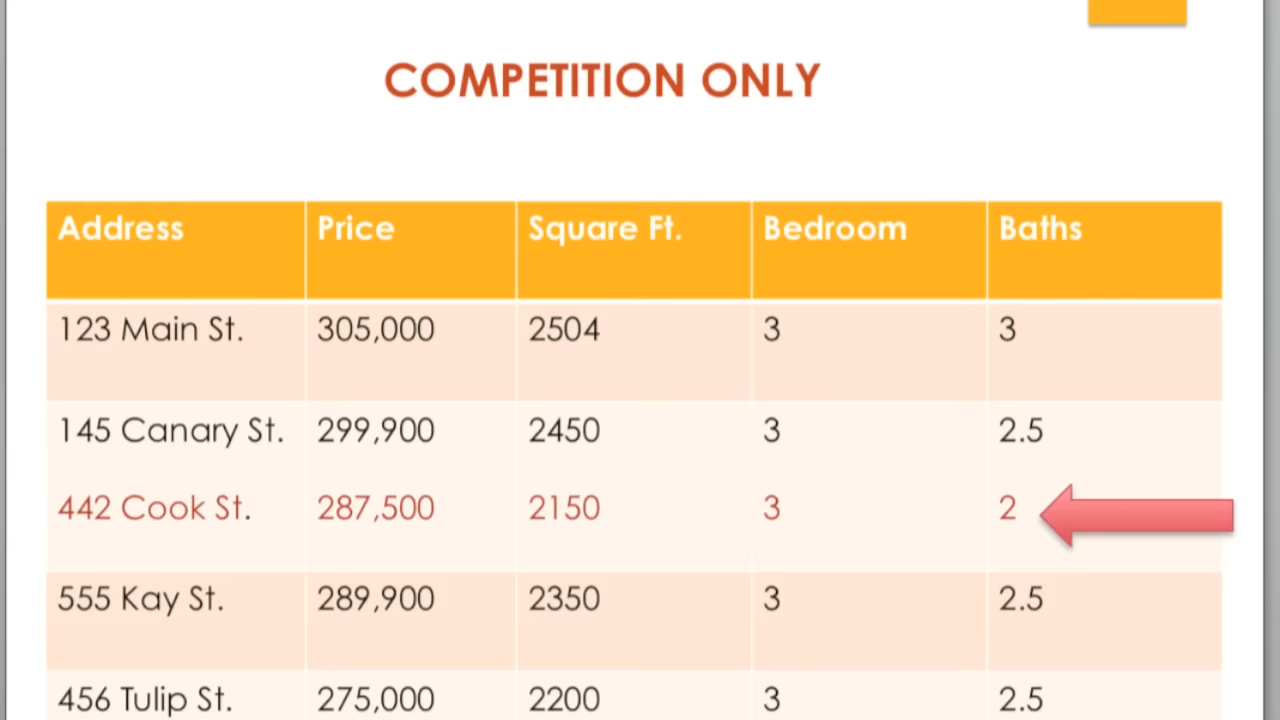 COMPETITION ONLY
Address Price Square Ft. Bedroom Baths
123 Main St. 305,000 2504 3 3
145 Canary St. 299,900 2450 3 2.5
442 Cook St. 287,500 2150 3 2
555 Kay St. 289,900 2350 3 2.5
456 Tulip St. 275,000 2200 3 2.5